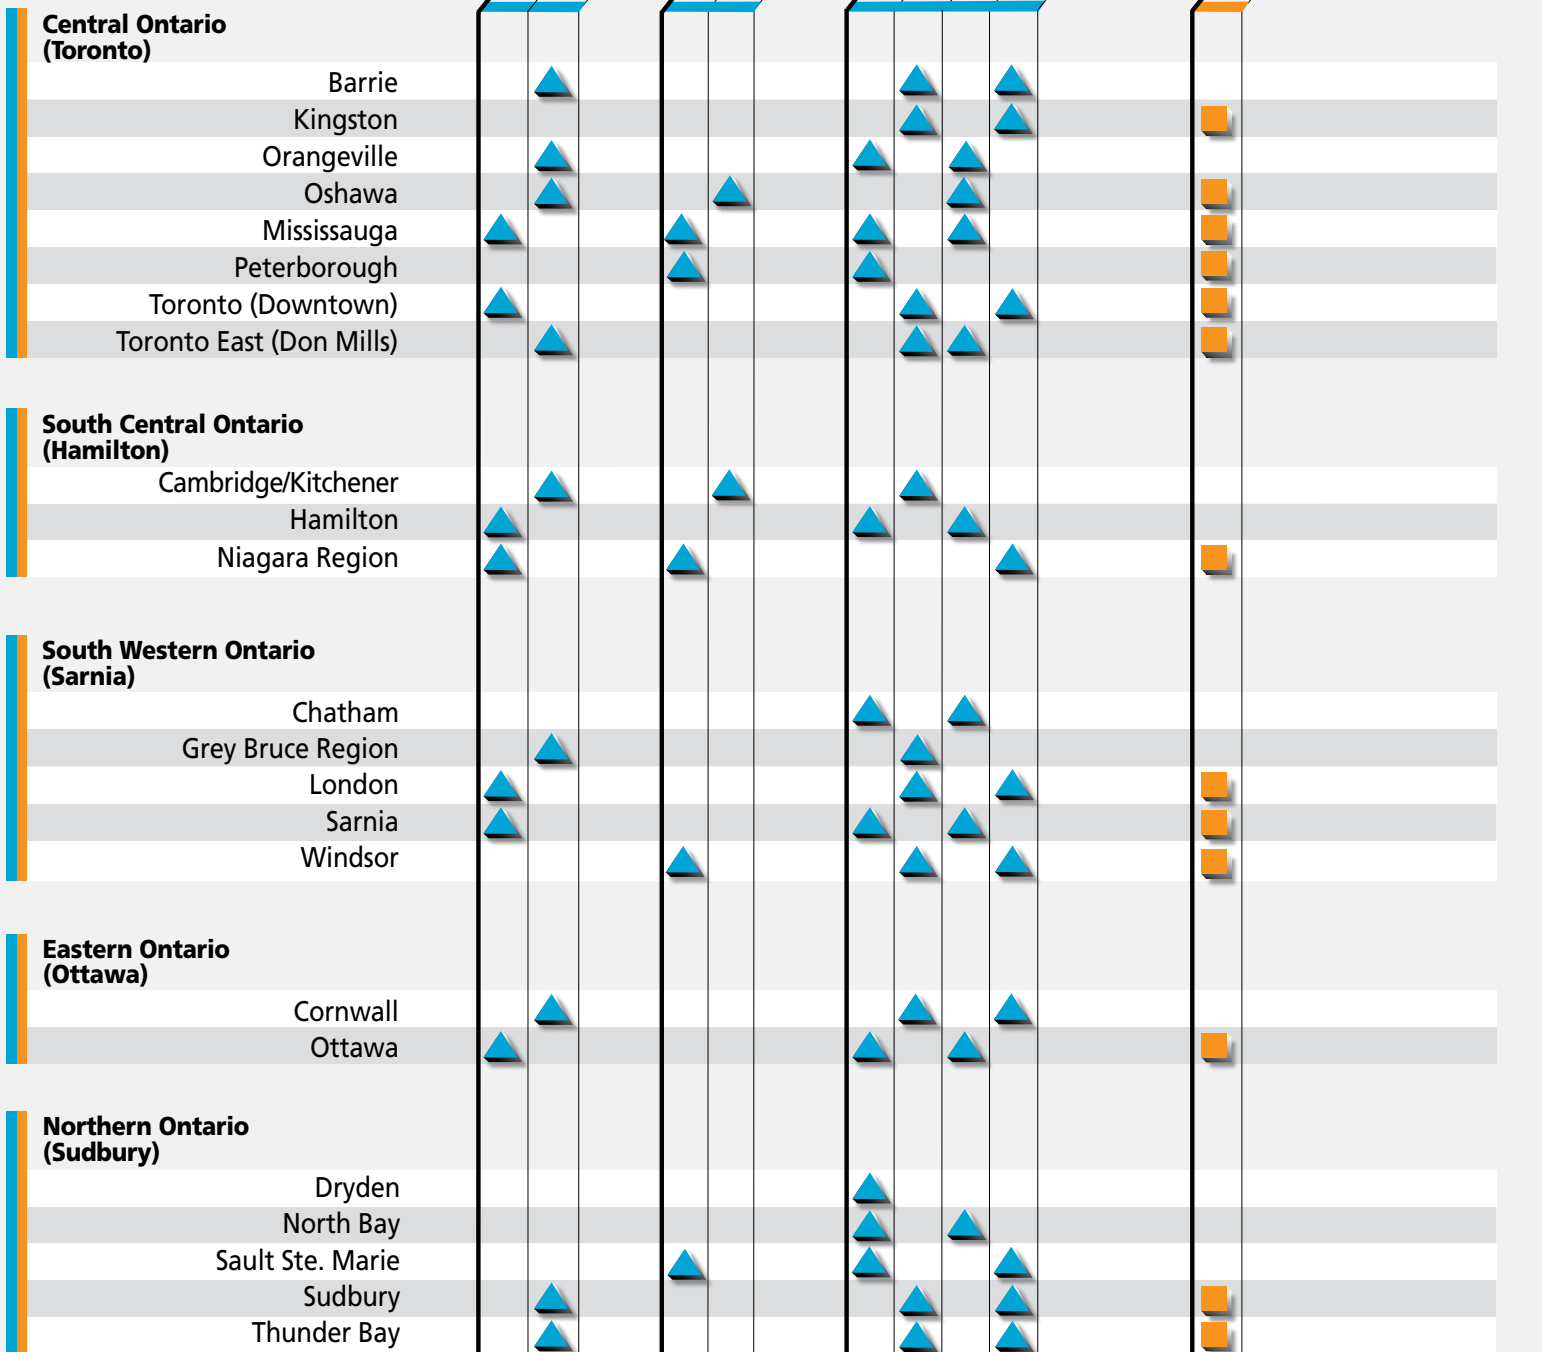 Central Ontario
(Toronto)
Barrie
Kingston
Orangeville
Oshawa
Mississauga
Peterborough
Toronto (Downtown)
Toronto East (Don Mills)
South Central Ontario
(Hamilton)
Cambridge/Kitchener
Hamilton
Niagara Region
South Western Ontario
(Sarnia)
Chatham
Grey Bruce Region
London
Sarnia
Windsor
Eastern Ontario
(Ottawa)
Cornwall
Ottawa
Northern Ontario
(Sudbury)
Dryden
North Bay
Sault Ste. Marie
Sudbury
Thunder Bay